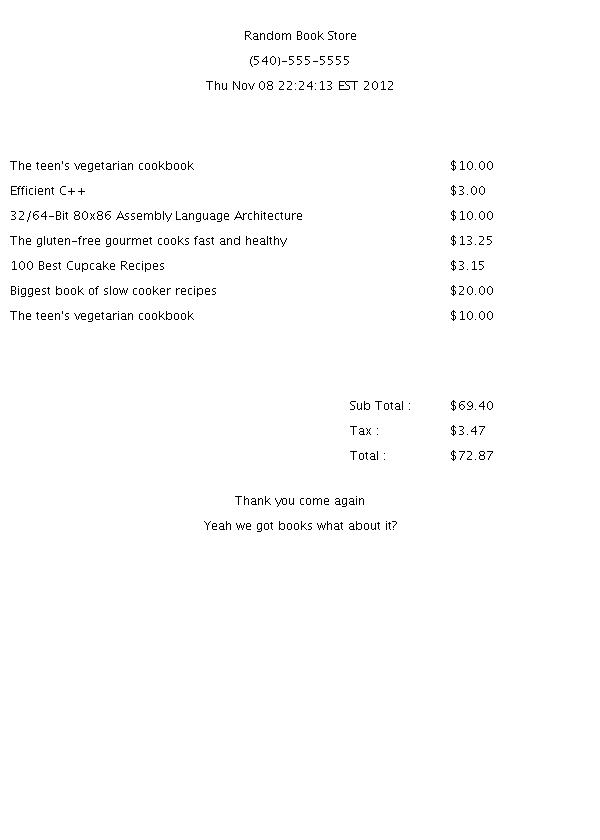 Random Book Store
(540)-555-5555
Thu Nov 08 22:24:13 EST 2012
The teen's vegetarian cookbook $10.00
Efficient C++ $3.00
32/64-Bit 80x86 Assembly Language Architecture $10.00
The gluten-free gourmet cooks fast and healthy $13.25
100 Best Cupcake Recipes $3.15
Biggest book of slow cooker recipes $20.00
The teen's vegetarian cookbook $10.00
Sub Total : $69.40
Tax : $3.47
Total : $72.87
Thank you come again
Yeah we got books what about it?